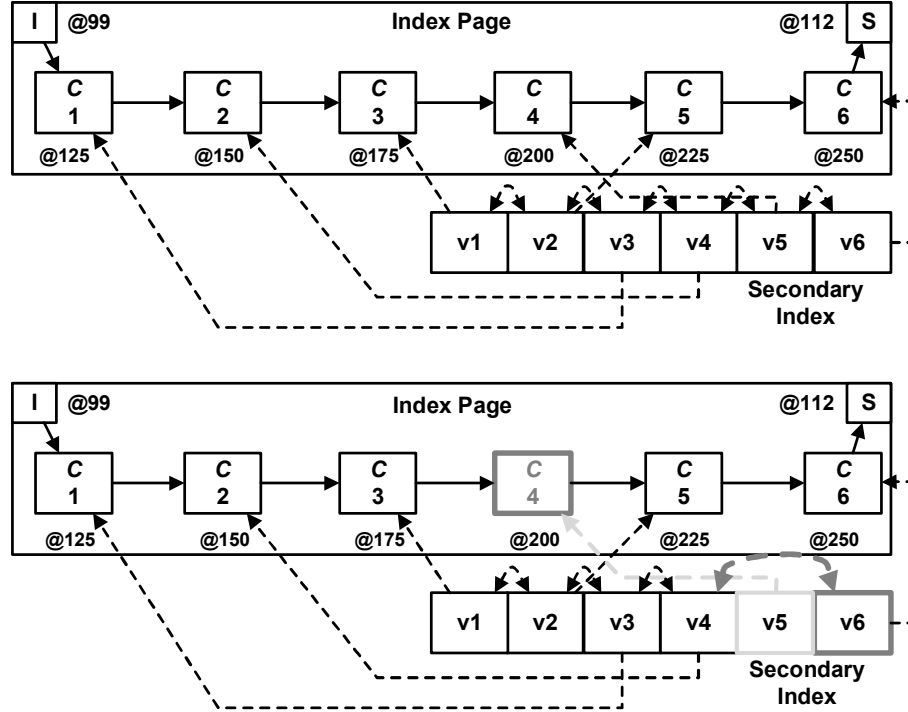 I @99 Index Page @112 S
C C C C C C
1 2 3 4 5 6
@125 @150 @175 @200 @225 @250
v1 v2 v3 v4 v5 v6
Secondary
Index
I @99 Index Page @112 S
C C C C C C
1 2 3 4 5 6
@125 @150 @175 @200 @225 @250
v1 v2 v3 v4 v5 v6
Secondary
Index